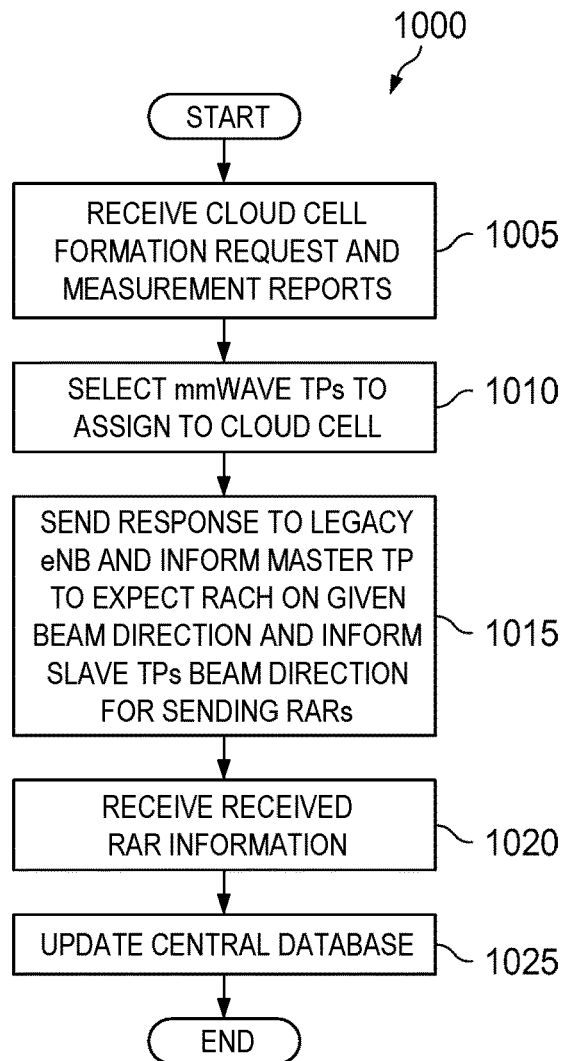 1000
START
RECEIVE CLOUD CELL
FORMATION REQUEST AND
MEASUREMENT REPORTS
1005
SELECT mmWAVE TPs TO
ASSIGN TO CLOUD CELL
1010
SEND RESPONSE TO LEGACY
eNB AND INFORM MASTER TP
TO EXPECT RACH ON GIVEN
BEAM DIRECTION AND INFORM
SLAVE TPs BEAM DIRECTION
FOR SENDING RARs
1015
RECEIVE RECEIVED
RAR INFORMATION
1020
UPDATE CENTRAL DATABASE
1025
END